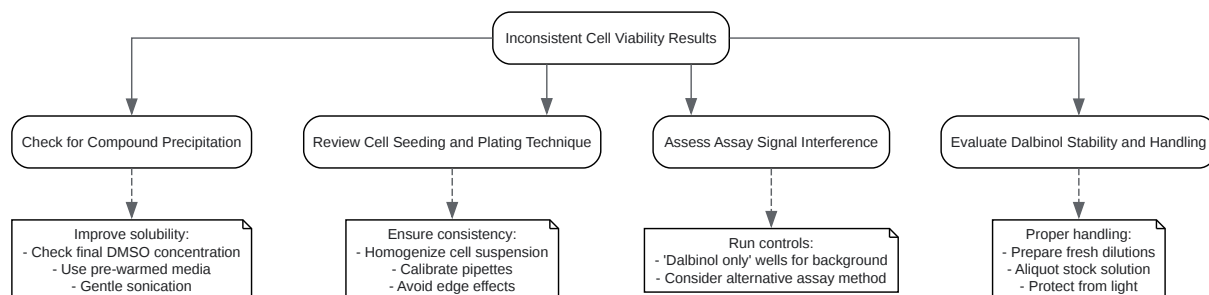 Inconsistent Cell Viability Results
Check for Compound Precipitation
Review Cell Seeding and Plating Technique
Assess Assay Signal Interference
Evaluate Dalbinol Stability and Handling
Improve solubility:
- Check final DMSO concentration
- Use pre-warmed media
- Gentle sonication
Ensure consistency:
- Homogenize cell suspension
- Calibrate pipettes
- Avoid edge effects
Run controls:
- 'Dalbinol only' wells for background
- Consider alternative assay method
Proper handling:
- Prepare fresh dilutions
- Aliquot stock solution
- Protect from light